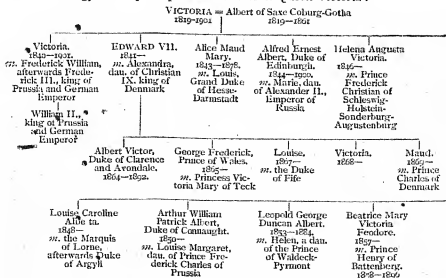 VICTORIA = Albert of Saxe Coburg-Gotha
1819-1901 1819-1861
Victoria.
1840-1901.
m. Frederick William,
afterwards Frede-
rick III., king of
Prussia and German
Emperor
William II.,
king of Prussia
and German
Emperor
EDWARD VII.
1841—
m. Alexandra,
dau. of Christian
IX. king of
Denmark
Alice Maud
Mary.
1843-1878.
m. Louis,
Grand Duke
of Hesse-
Darmstadt
Alfred Ernest
Albert, Duke of
Edinburgh.
1844-1900.
m. Marie, dau.
of Alexander II.,
Emperor of
Russia
Helena Augusta
Victoria.
1846—
m. Prince
Frederick
Christian of
Schleswig-
Holstein-
Sonderburg-
Augustenburg
Albert Victor,
Duke of Clarence
and Avondale.
1864-1892.
George Frederick,
Prince of Wales.
1865—
m. Princess Vic-
toria Mary of Teck
Louise.
1867—
m. the Duke
of Fife
Victoria.
1868—
Maud.
1869—
m. Prince
Charles of
Denmark
Louise Caroline
Alberta.
1848—
m. the Marquis
of Lorne,
afterwards Duke
of Argyll
Arthur William
Patrick Albert,
Duke of Connaught.
1850—
m. Louise Margaret,
dau. of Prince Fre-
derick Charles of
Prussia
Leopold George
Duncan Albert.
1853-1884.
m. Helen, a dau.
of the Prince
of Waldeck-
Pyrmont
Beatrice Mary
Victoria
Feodore.
1857—
m. Prince
Henry of
Battenberg.